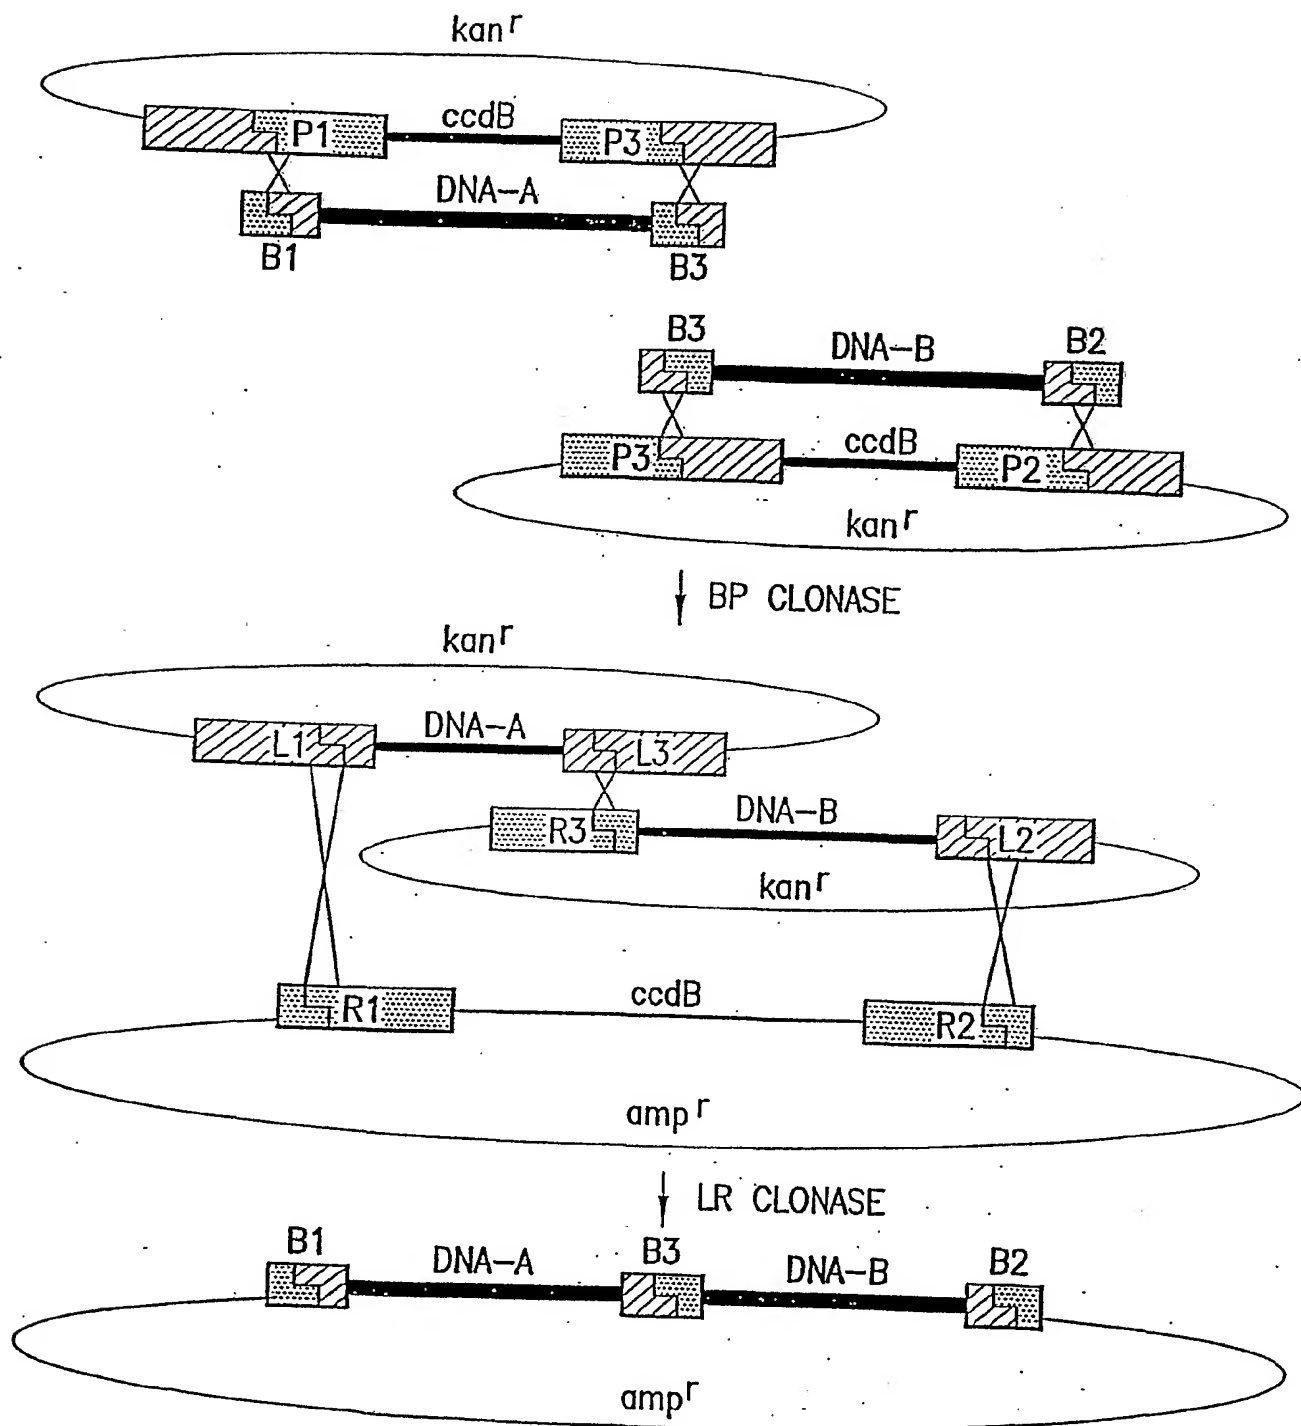 kanʳ
ccdB
P1
P3
DNA-A
B1
B3
B3
DNA-B
B2
P3
ccdB
P2
kanʳ
BP CLONASE
kanʳ
DNA-A
L1
L3
DNA-B
R3
L2
kanʳ
ccdB
R1
R2
ampʳ
LR CLONASE
B1
DNA-A
B3
DNA-B
B2
ampʳ